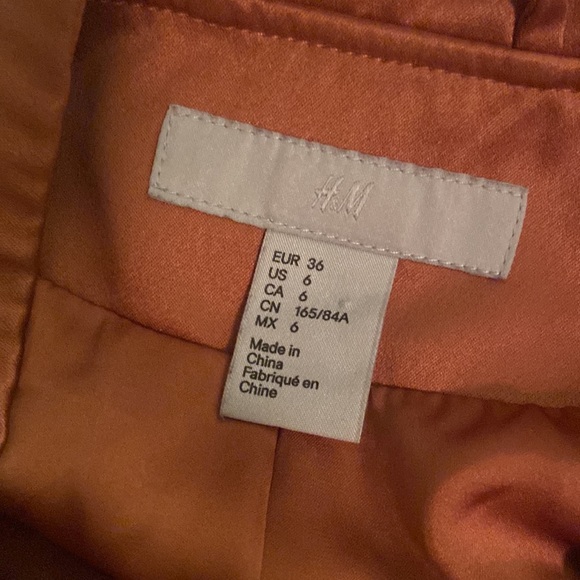 H&M
EUR 36
US 6
CA 6
CN 165/84A
MX 6
Made in
China
Fabriqué en
Chine